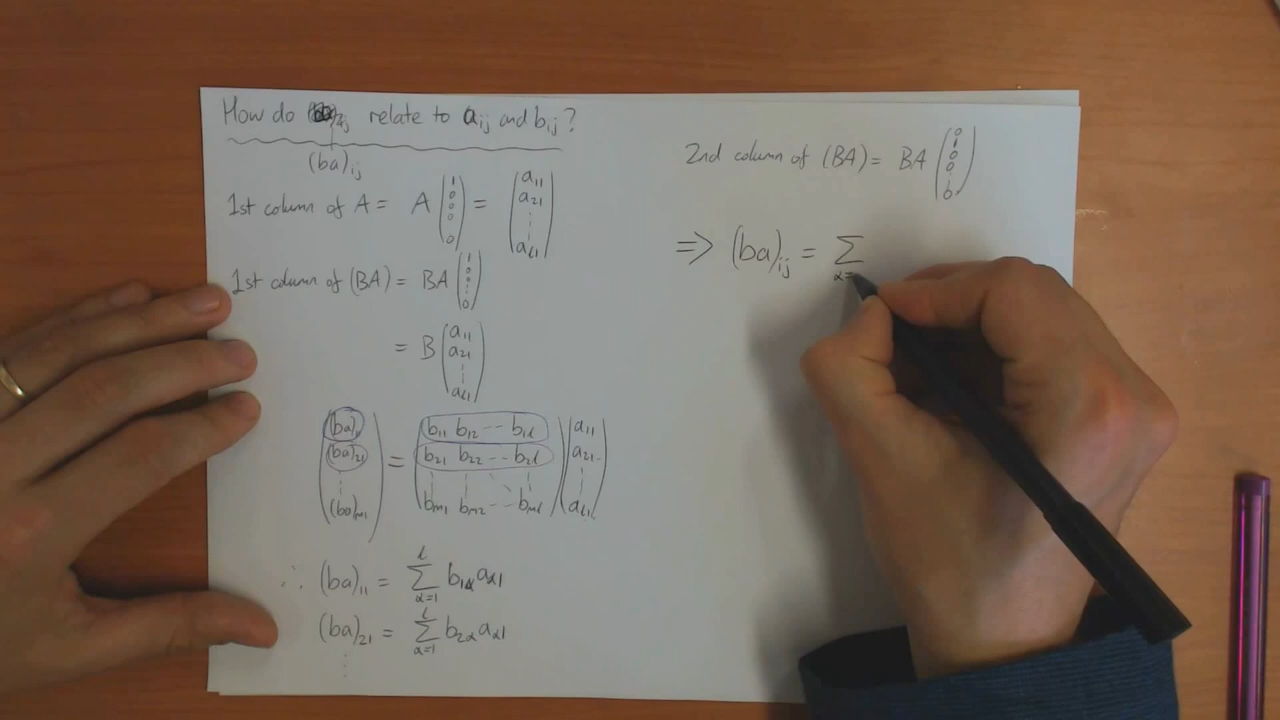 How do relate to aij and bij?
(ba)ij
1st column of A = A (1 0 0 0 0) = (a11 a21 ⋮ al1)
1st column of (BA) = BA (1 0 0 ⋮ 0)
= B (a11 a21 ⋮ al1)
((ba)11 (ba)21 ⋮ (ba)m1) = (b11 b12 -- b1l b21 b22 -- b2l ⋮ ⋮ ⋱ ⋮ bm1 bm2 -- bml)(a11 a21 ⋮ al1)
∴ (ba)11 = Σ α=1 l b1α aα1
(ba)21 = Σ α=1 l b2α aα1
⋮
2nd column of (BA) = BA (0 1 0 0 ⋮ 0)
⇒ (ba)ij = Σ α=